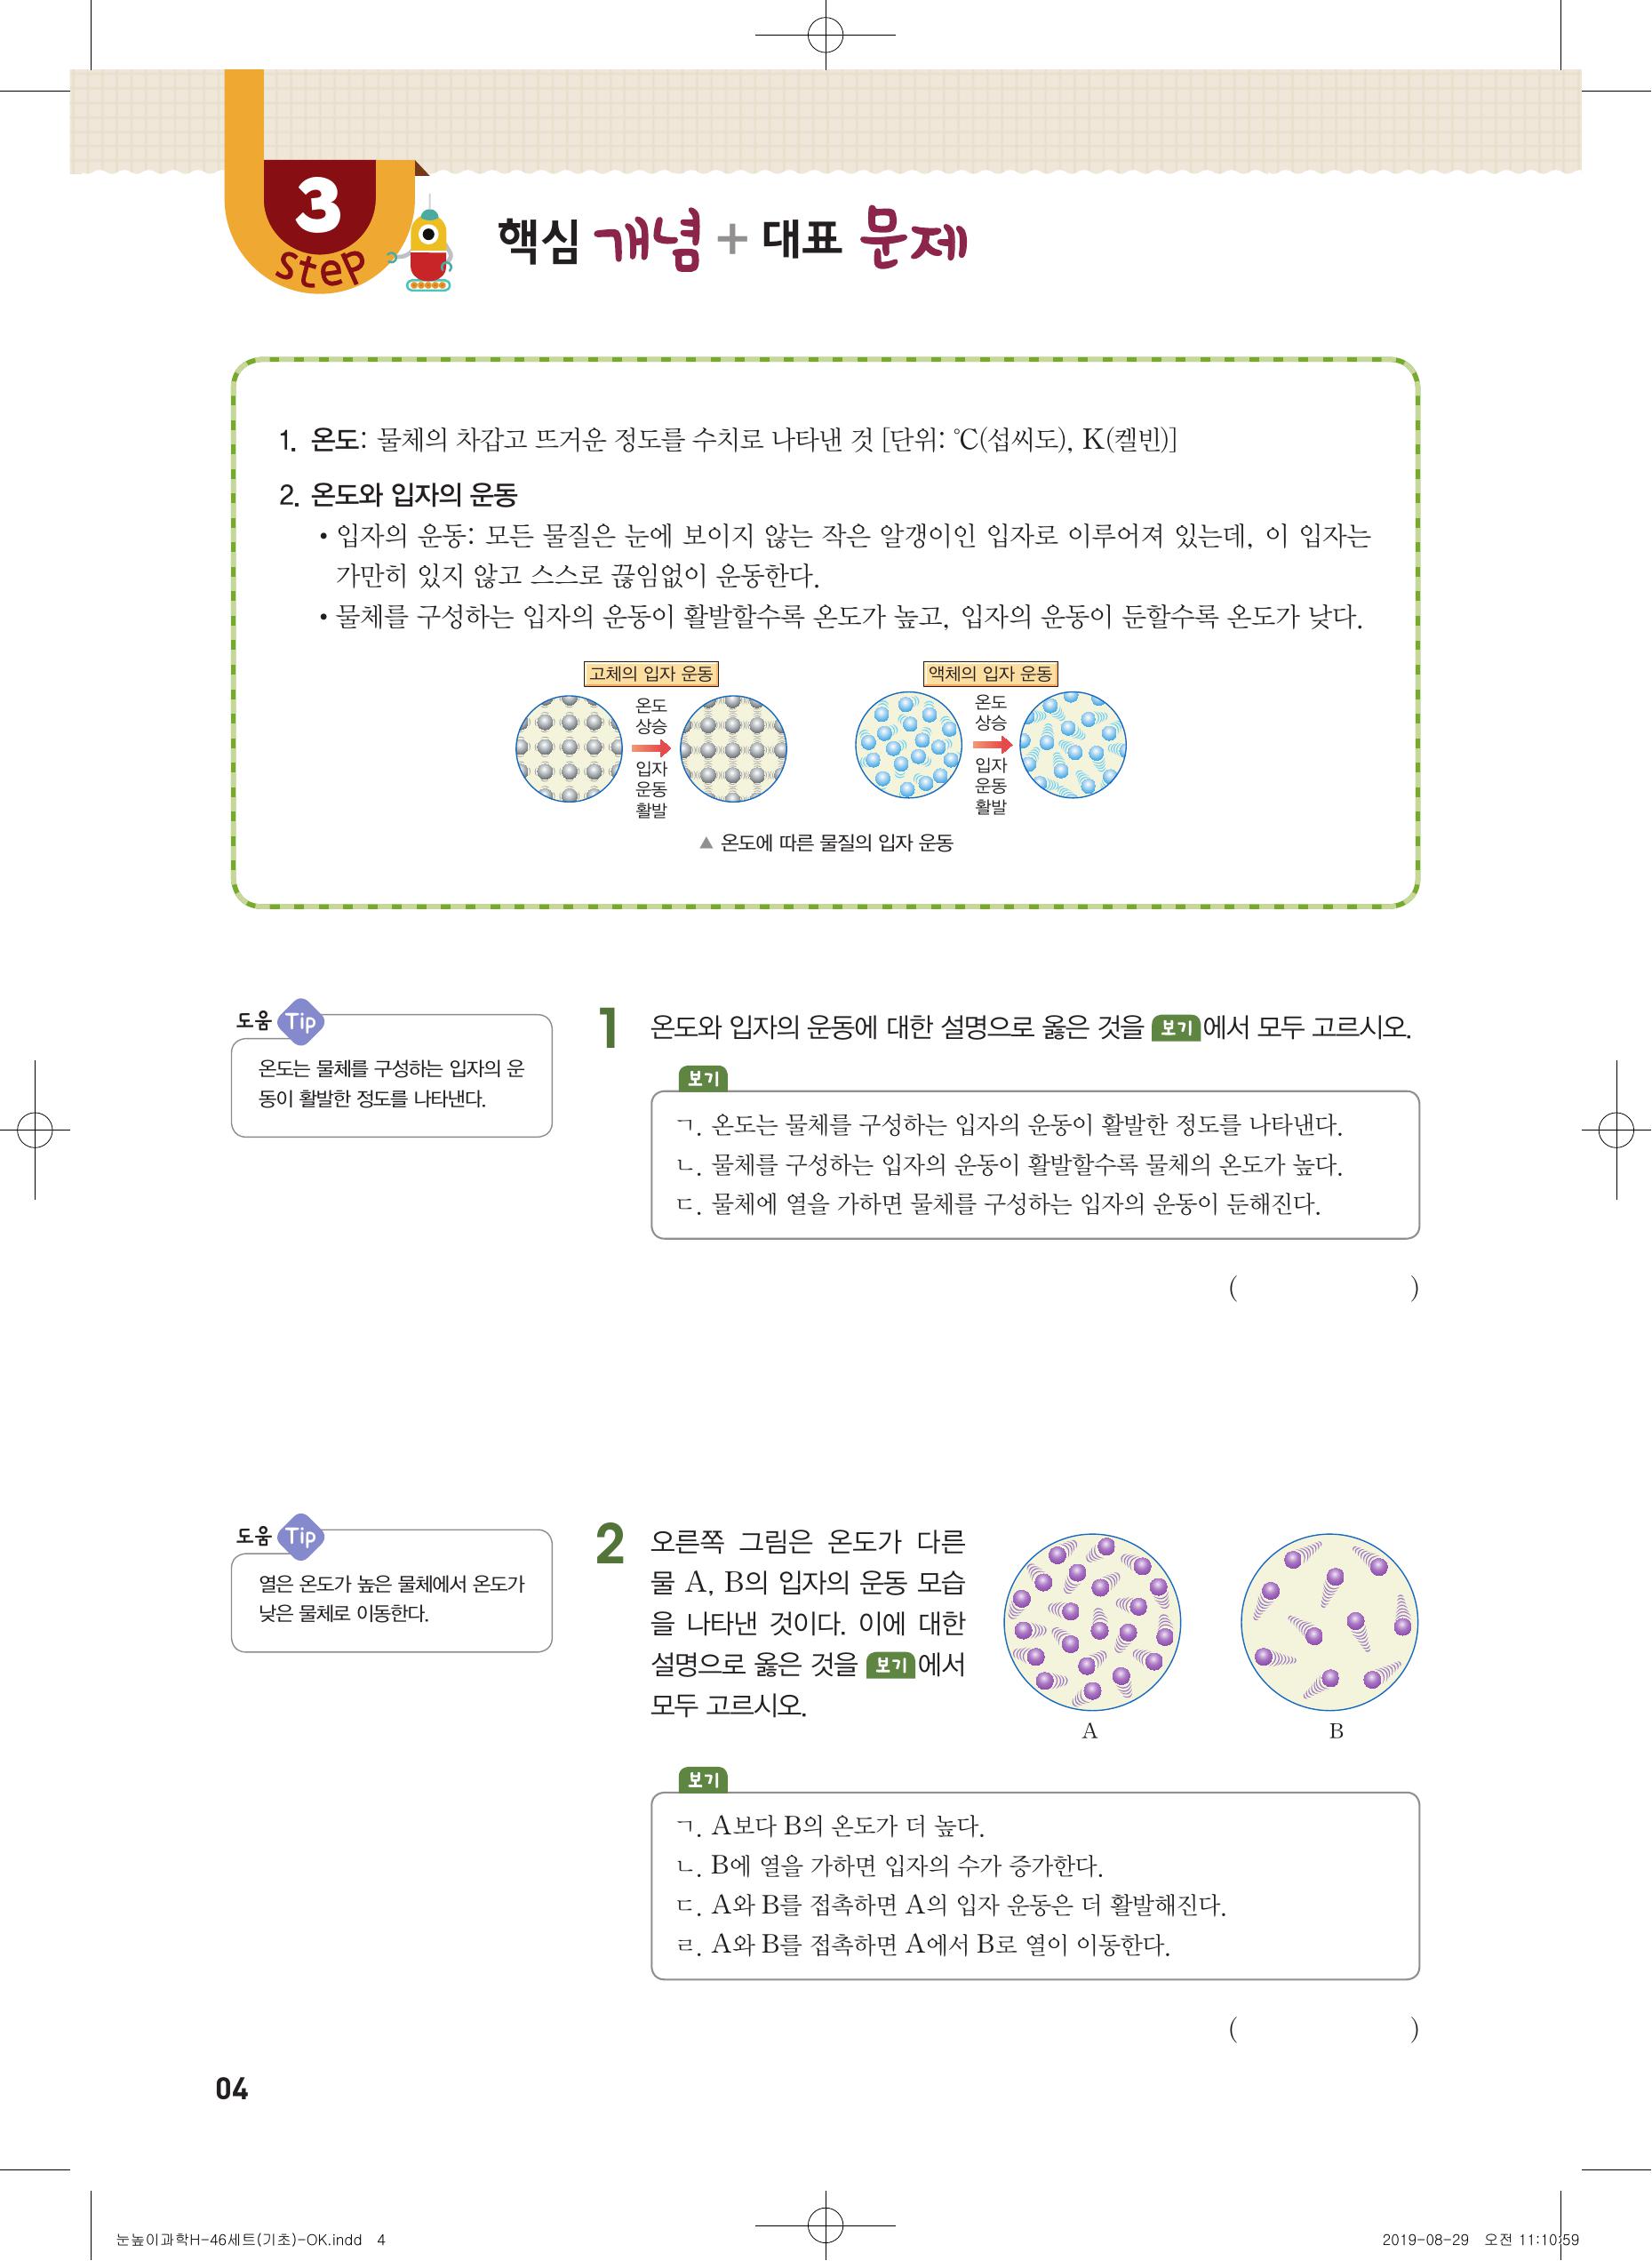 3
step
핵심 개념 + 대표 문제
1. 온도: 물체의 차갑고 뜨거운 정도를 수치로 나타낸 것 [단위: ℃(섭씨도), K(켈빈)]
2. 온도와 입자의 운동
• 입자의 운동: 모든 물질은 눈에 보이지 않는 작은 알갱이인 입자로 이루어져 있는데, 이 입자는
가만히 있지 않고 스스로 끊임없이 운동한다.
• 물체를 구성하는 입자의 운동이 활발할수록 온도가 높고, 입자의 운동이 둔할수록 온도가 낮다.
고체의 입자 운동
온도
상승
입자
운동
활발
액체의 입자 운동
온도
상승
입자
운동
활발
▲ 온도에 따른 물질의 입자 운동
도움 Tip
온도는 물체를 구성하는 입자의 운
동이 활발한 정도를 나타낸다.
1 온도와 입자의 운동에 대한 설명으로 옳은 것을 보기 에서 모두 고르시오.
보기
ㄱ. 온도는 물체를 구성하는 입자의 운동이 활발한 정도를 나타낸다.
ㄴ. 물체를 구성하는 입자의 운동이 활발할수록 물체의 온도가 높다.
ㄷ. 물체에 열을 가하면 물체를 구성하는 입자의 운동이 둔해진다.
( )
도움 Tip
열은 온도가 높은 물체에서 온도가
낮은 물체로 이동한다.
2 오른쪽 그림은 온도가 다른
물 A, B의 입자의 운동 모습
을 나타낸 것이다. 이에 대한
설명으로 옳은 것을 보기 에서
모두 고르시오.
A
B
보기
ㄱ. A보다 B의 온도가 더 높다.
ㄴ. B에 열을 가하면 입자의 수가 증가한다.
ㄷ. A와 B를 접촉하면 A의 입자 운동은 더 활발해진다.
ㄹ. A와 B를 접촉하면 A에서 B로 열이 이동한다.
( )
04
눈높이과학H-46세트(기초)-OK.indd 4
2019-08-29 오전 11:10:59